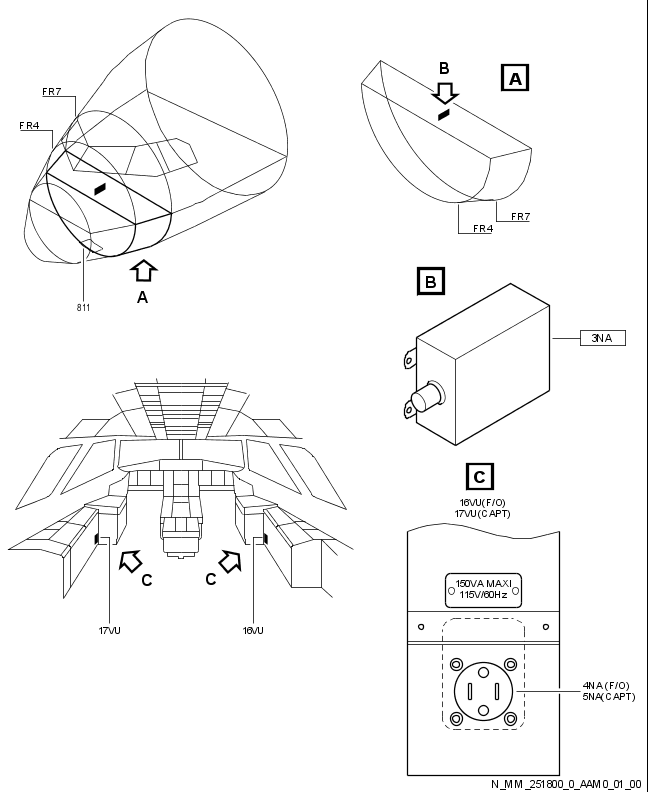 FR7
FR4
A
811
B
A
FR7
FR4
B
3NA
C
16VU(F/O)
17VU(CAPT)
150VA MAXI
115V/60Hz
4NA(F/O)
5NA(CAPT)
C
C
17VU
16VU
N_MM_251800_0_AAM0_01_00